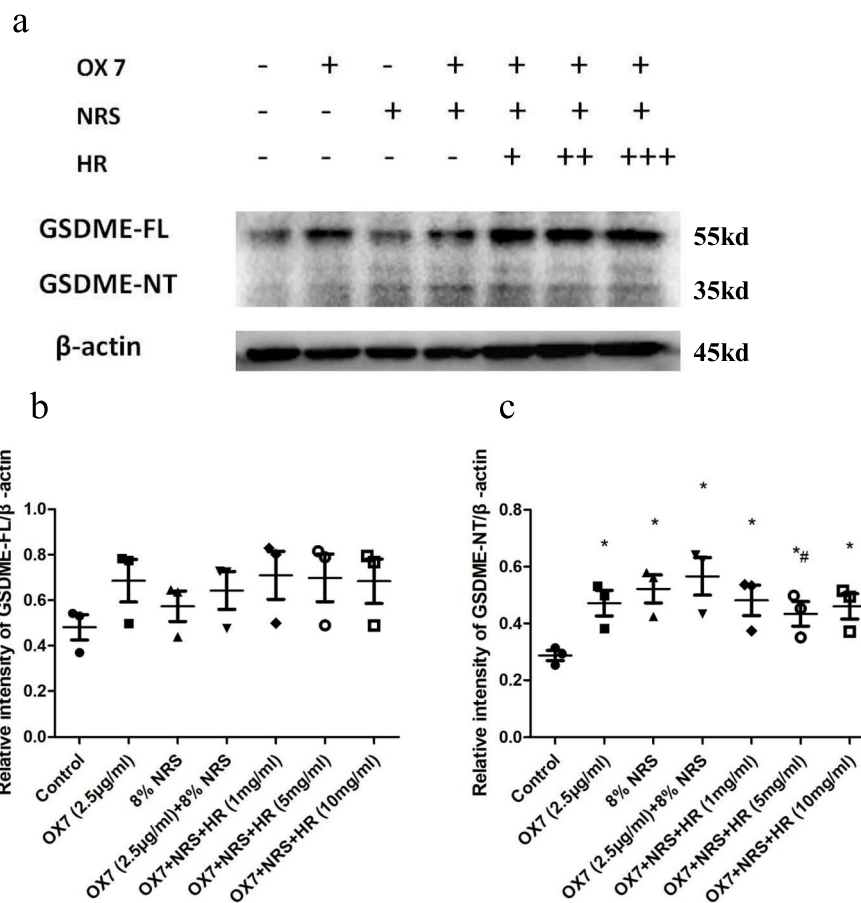 a
OX 7 - + - + + + +
NRS - - + + + + +
HR - - - - + ++ +++
GSDME-FL 55kd
GSDME-NT 35kd
β-actin 45kd
b
Relative intensity of GSDME-FL/β -actin
1.0
0.8
0.6
0.4
0.2
0.0
Control
OX7 (2.5μg/ml)
8% NRS
OX7 (2.5μg/ml)+8% NRS
OX7+NRS+HR (1mg/ml)
OX7+NRS+HR (5mg/ml)
OX7+NRS+HR (10mg/ml)
c
Relative intensity of GSDME-NT/β -actin
0.8
0.6
0.4
0.2
0.0
* * * * *# *
Control
OX7 (2.5μg/ml)
8% NRS
OX7 (2.5μg/ml)+8% NRS
OX7+NRS+HR (1mg/ml)
OX7+NRS+HR (5mg/ml)
OX7+NRS+HR (10mg/ml)